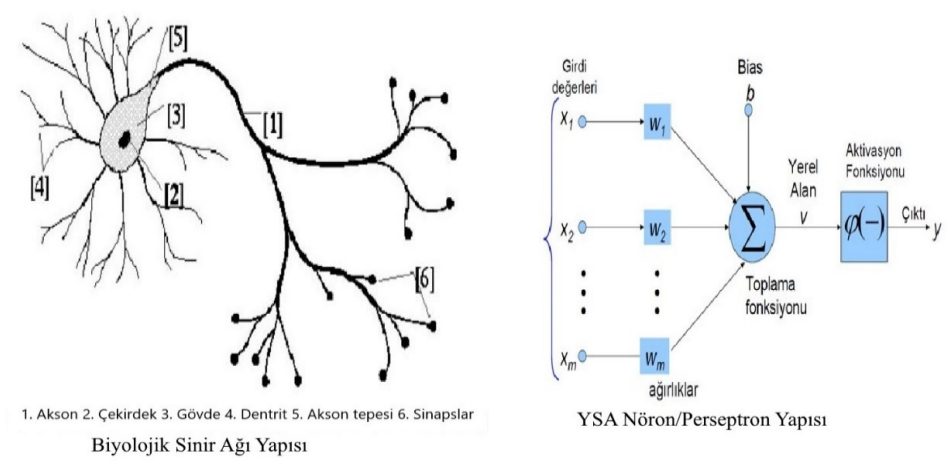 [5]
[3]
[1]
[4]
[2]
[6]
1. Akson 2. Çekirdek 3. Gövde 4. Dentrit 5. Akson tepesi 6. Sinapslar
Biyolojik Sinir Ağı Yapısı
Girdi
değerleri
Bias
b
x1
w1
Yerel
Alan
v
Aktivasyon
Fonksiyonu
x2
w2
Σ
φ(−)
Çıktı
y
Toplama
fonksiyonu
xm
wm
ağırlıklar
YSA Nöron/Perseptron Yapısı